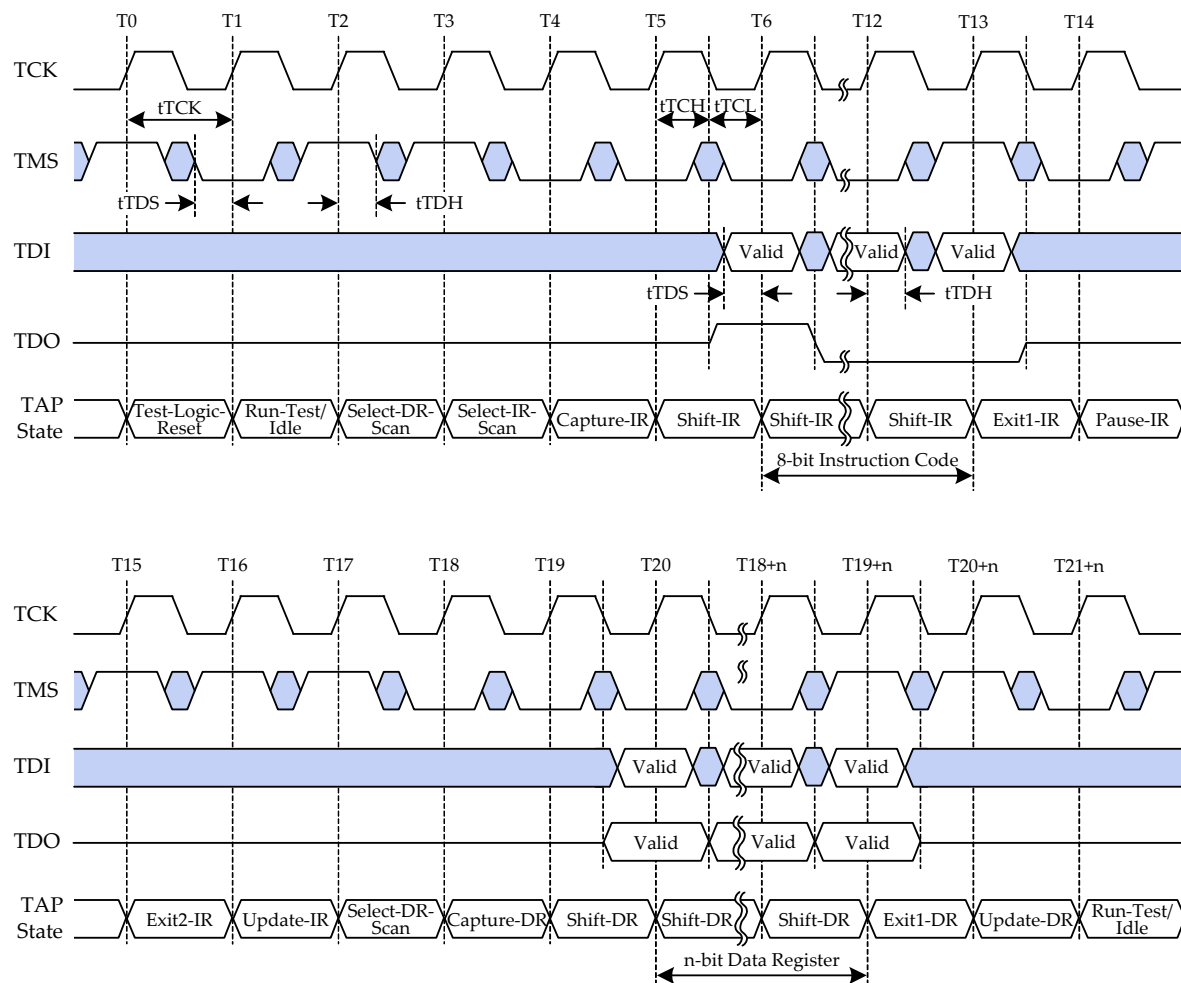 T0 T1 T2 T3 T4 T5 T6 T12 T13 T14
TCK
tTCK tTCH tTCL
TMS
tTDS tTDH
TDI Valid Valid Valid
tTDS tTDH
TDO
TAP State
Test-Logic-Reset
Run-Test/Idle
Select-DR-Scan
Select-IR-Scan
Capture-IR
Shift-IR
Shift-IR
Shift-IR
Exit1-IR
Pause-IR
8-bit Instruction Code
T15 T16 T17 T18 T19 T20 T18+n T19+n T20+n T21+n
TCK
TMS
TDI Valid Valid Valid
TDO Valid Valid Valid
TAP State
Exit2-IR
Update-IR
Select-DR-Scan
Capture-DR
Shift-DR
Shift-DR
Shift-DR
Exit1-DR
Update-DR
Run-Test/Idle
n-bit Data Register